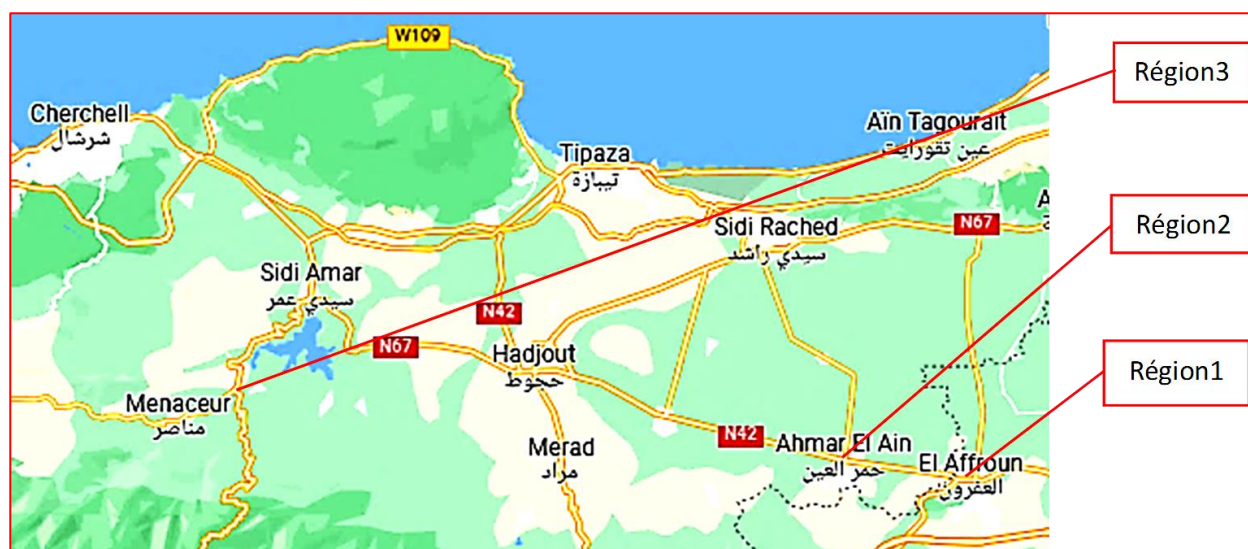 W109
Région3
Cherchell
شرشال
Aïn Tagourait
عين تقورايت
Tipaza
تيبازة
Région2
Sidi Rached
سيدي راشد
N67
Sidi Amar
سيدي عمر
N42
N67
Hadjout
حجوط
Région1
Menaceur
مناصر
N42
Merad
مراد
Ahmar El Ain
حمر العين
El Affroun
العفرون